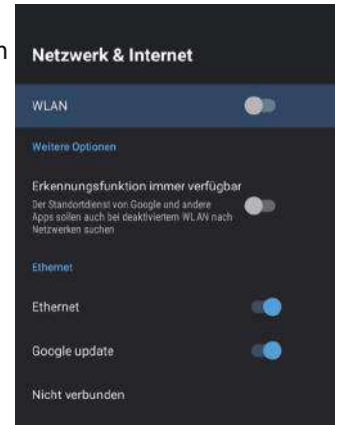 n
Netzwerk & Internet
WLAN
Weitere Optionen
Erkennungsfunktion immer verfügbar
Der Standortdienst von Google und andere
Apps sollen auch bei deaktiviertem WLAN nach
Netzwerken suchen
Ethernet
Ethernet
Google update
Nicht verbunden